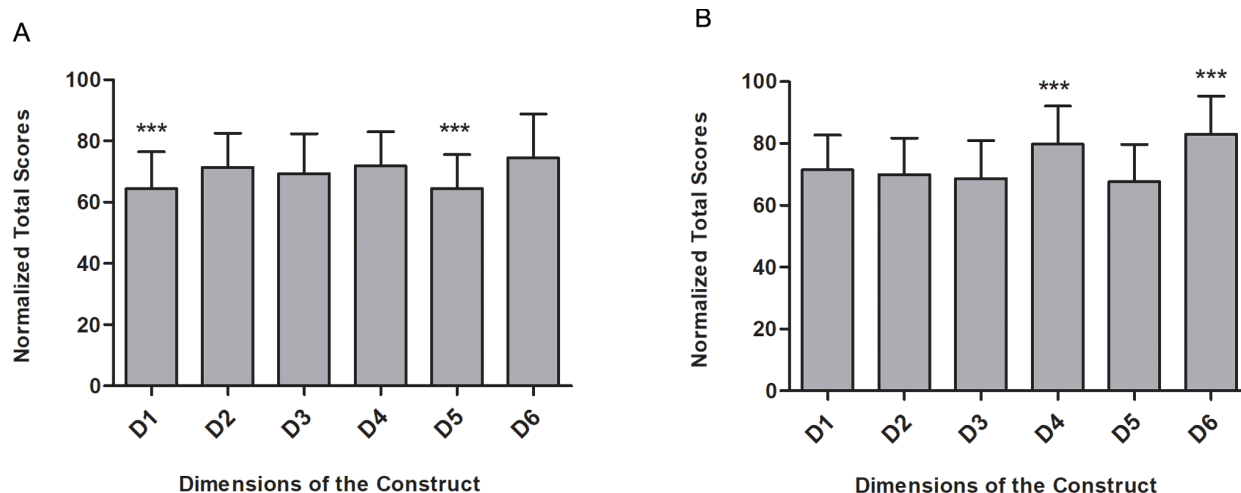 A
Normalized Total Scores
100
80
60
40
20
0
***
***
D1 D2 D3 D4 D5 D6
Dimensions of the Construct
B
Normalized Total Scores
100
80
60
40
20
0
***
***
D1 D2 D3 D4 D5 D6
Dimensions of the Construct